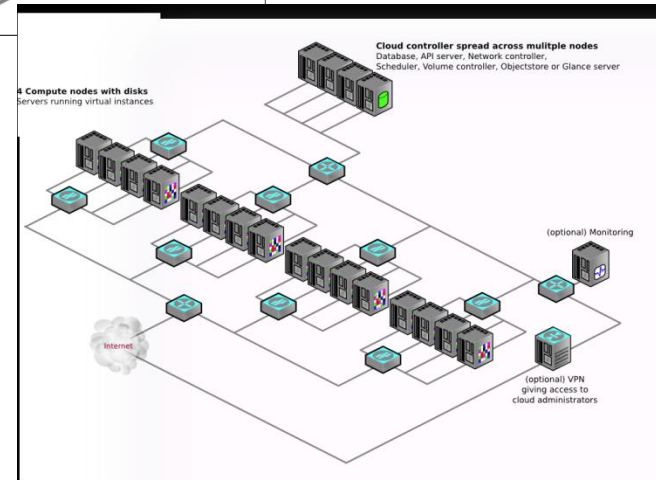 Cloud controller spread across mulitple nodes
Database, API server, Network controller,
Scheduler, Volume controller, Objectstore or Glance server
4 Compute nodes with disks
Servers running virtual instances
(optional) Monitoring
Internet
(optional) VPN
giving access to
cloud administrators